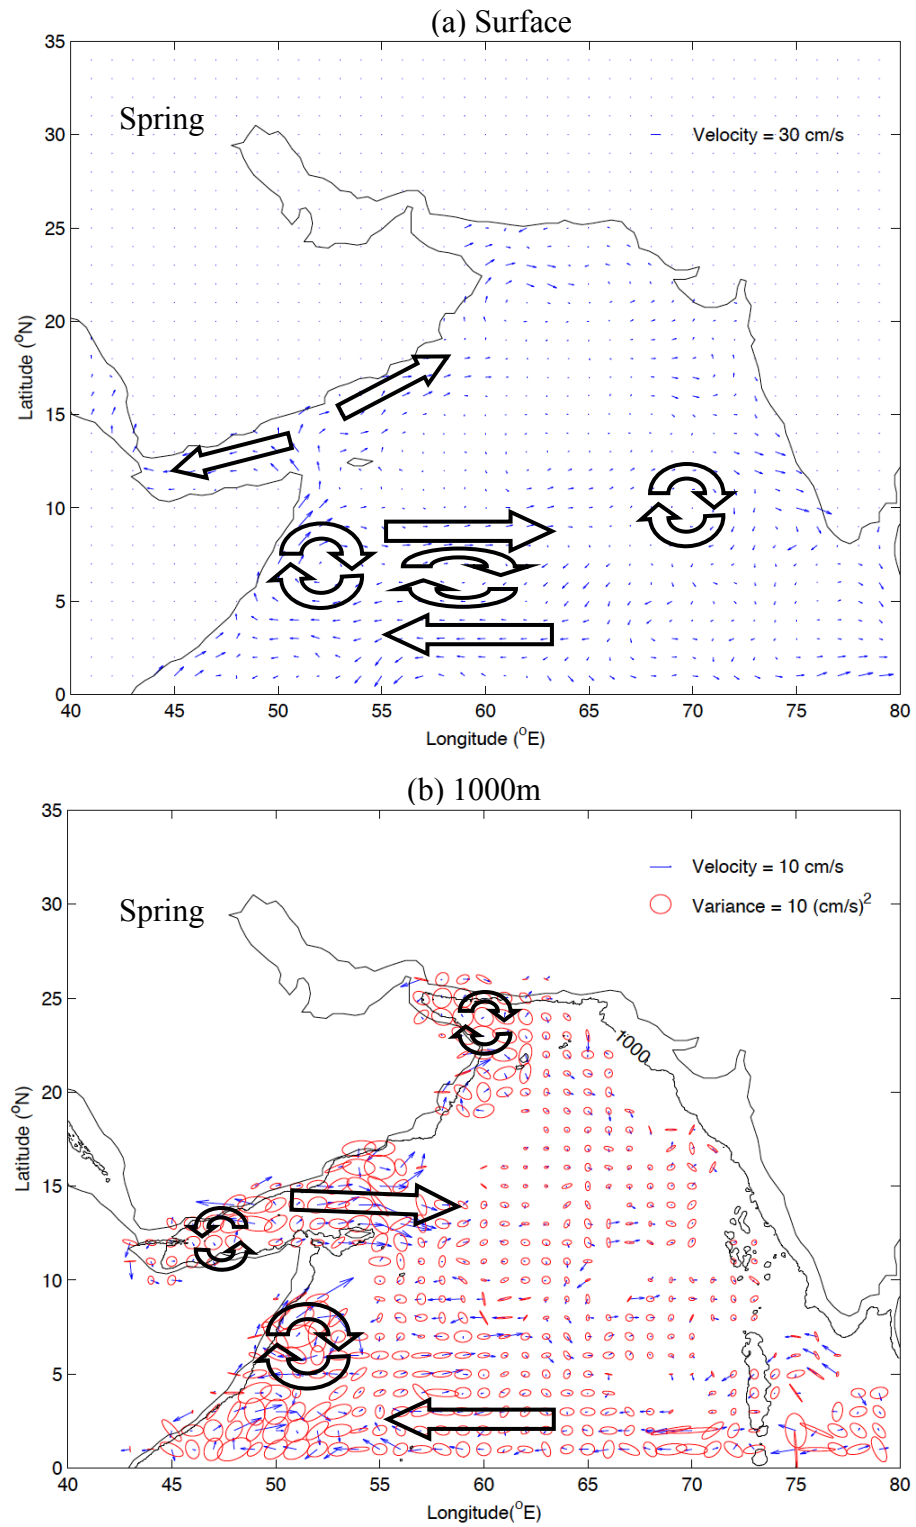 (a) Surface
35
Spring
30
Velocity = 30 cm/s
25
20
Latitude (°N)
15
10
5
0
40 45 50 55 60 65 70 75 80
Longitude (°E)
(b) 1000m
35
Velocity = 10 cm/s
Spring
30
Variance = 10 (cm/s)²
25
1000
20
Latitude (°N)
15
10
5
0
40 45 50 55 60 65 70 75 80
Longitude(°E)